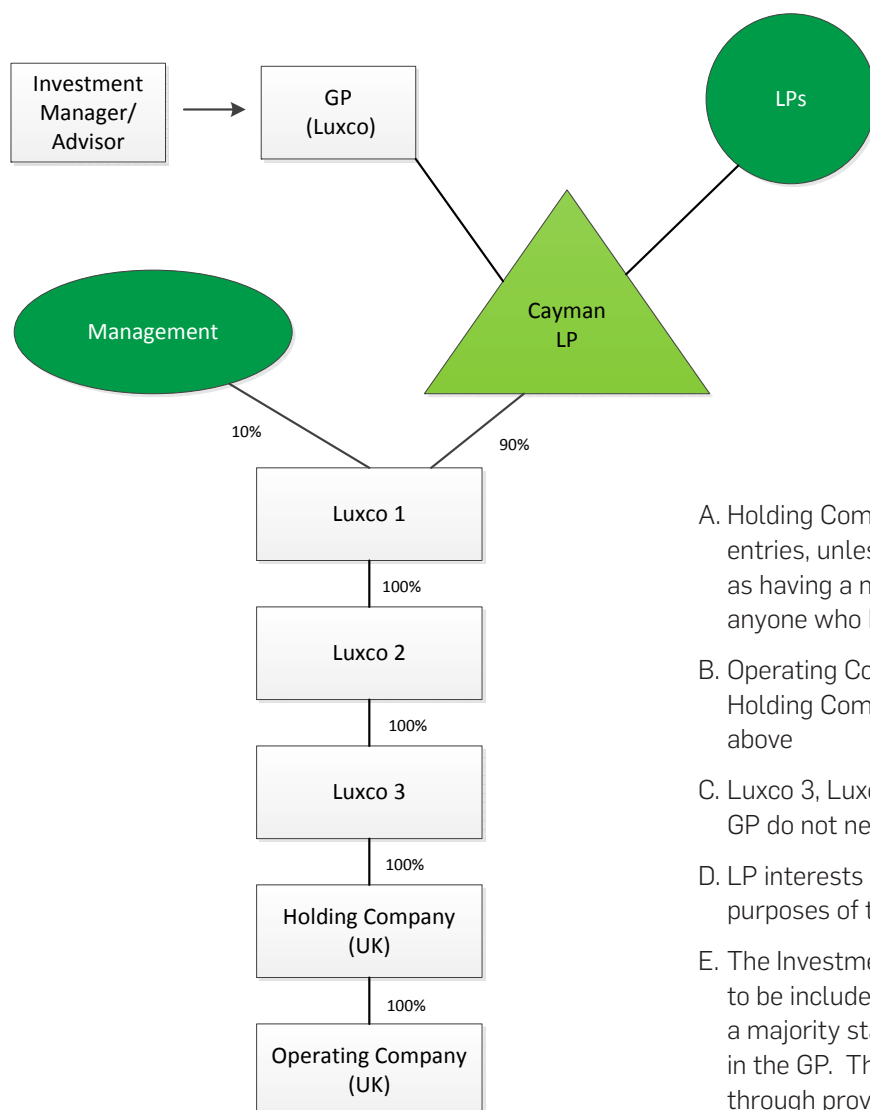 Investment
Manager/
Advisor
GP
(Luxco)
LPs
Management
Cayman
LP
10%
90%
Luxco 1
100%
Luxco 2
100%
Luxco 3
100%
Holding Company
(UK)
100%
Operating Company
(UK)
A. Holding Com
entries, unles
as having a n
anyone who
B. Operating Co
Holding Com
above
C. Luxco 3, Luxc
GP do not ne
D. LP interests
purposes of t
E. The Investme
to be include
a majority sta
in the GP. Th
through prov